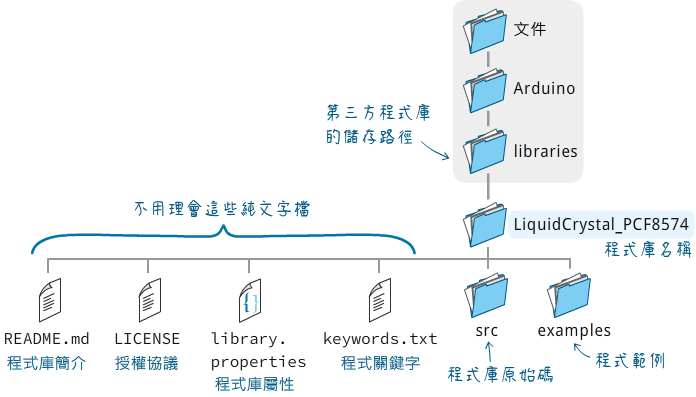 文件
Arduino
第三方程式庫
的儲存路徑
libraries
不用理會這些純文字檔
LiquidCrystal_PCF8574
程式庫名稱
README.md
程式庫簡介
LICENSE
授權協議
{}
library.
properties
程式庫屬性
keywords.txt
程式關鍵字
src
程式庫原始碼
examples
程式範例